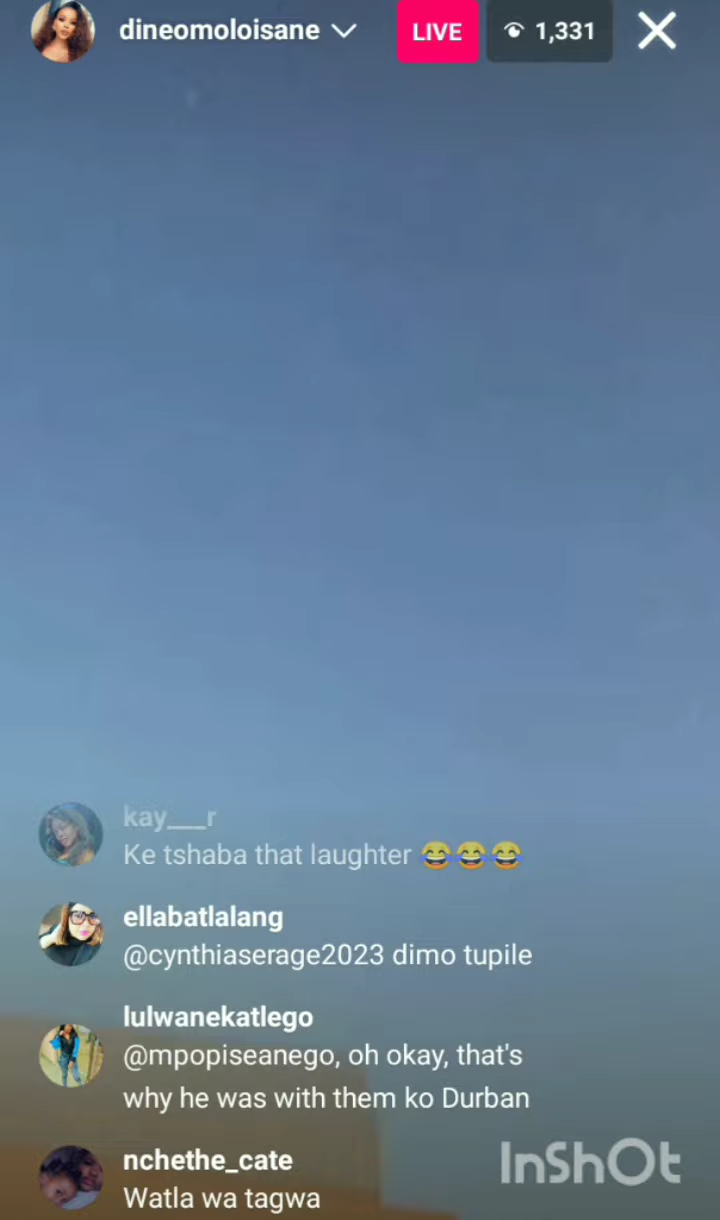 dineomoloisane
LIVE
1,331
kay___r
Ke tshaba that laughter 😂😂😂
ellabatlalang
@cynthiaserage2023 dimo tupile
lulwanekatlego
@mpopiseanego, oh okay, that's
why he was with them ko Durban
nchethe_cate
Watla wa tagwa
InShOt